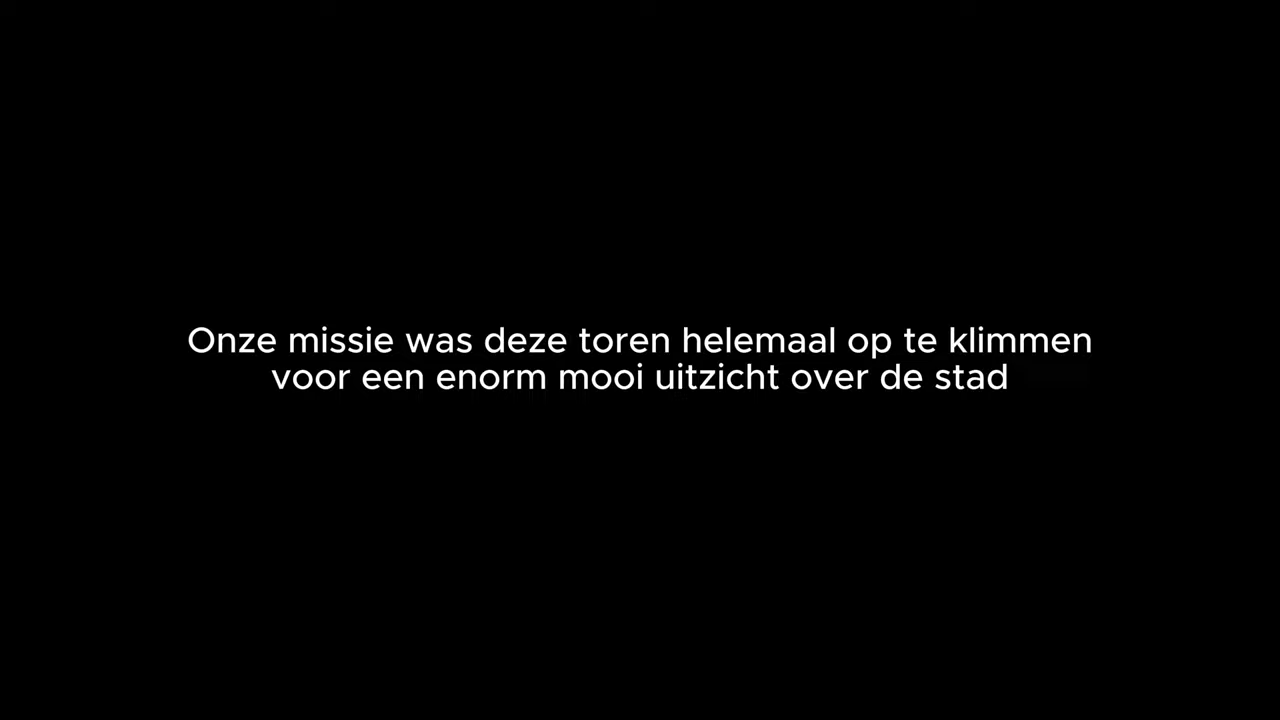 Onze missie was deze toren helemaal op te klimmen
voor een enorm mooi uitzicht over de stad